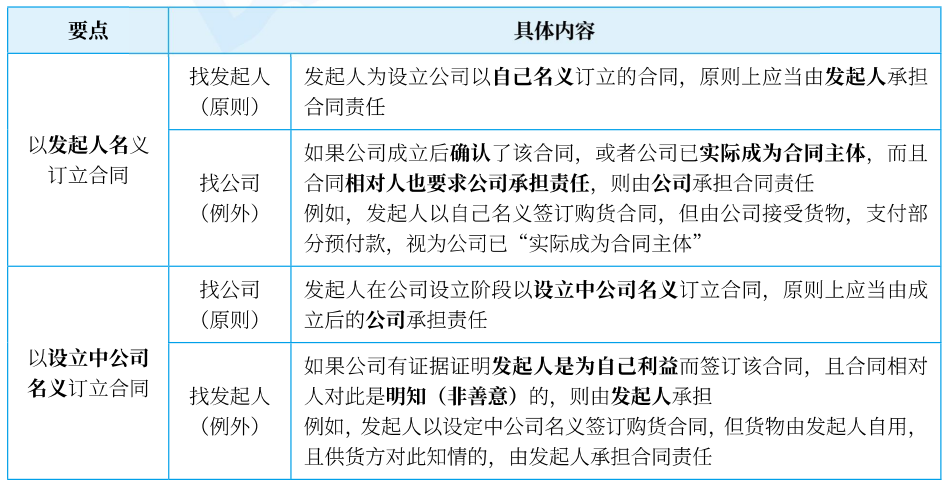 要点
具体内容
以发起人名义
订立合同
找发起人
（原则）
发起人为设立公司以自己名义订立的合同，原则上应当由发起人承担
合同责任
找公司
（例外）
如果公司成立后确认了该合同，或者公司已实际成为合同主体，而且
合同相对人也要求公司承担责任，则由公司承担合同责任
例如，发起人以自己名义签订购货合同，但由公司接受货物，支付部
分预付款，视为公司已“实际成为合同主体”
以设立中公司
名义订立合同
找公司
（原则）
发起人在公司设立阶段以设立中公司名义订立合同，原则上应当由成
立后的公司承担责任
找发起人
（例外）
如果公司有证据证明发起人是为自己利益而签订该合同，且合同相对
人对此是明知（非善意）的，则由发起人承担
例如，发起人以设定中公司名义签订购货合同，但货物由发起人自用，
且供货方对此知情的，由发起人承担合同责任